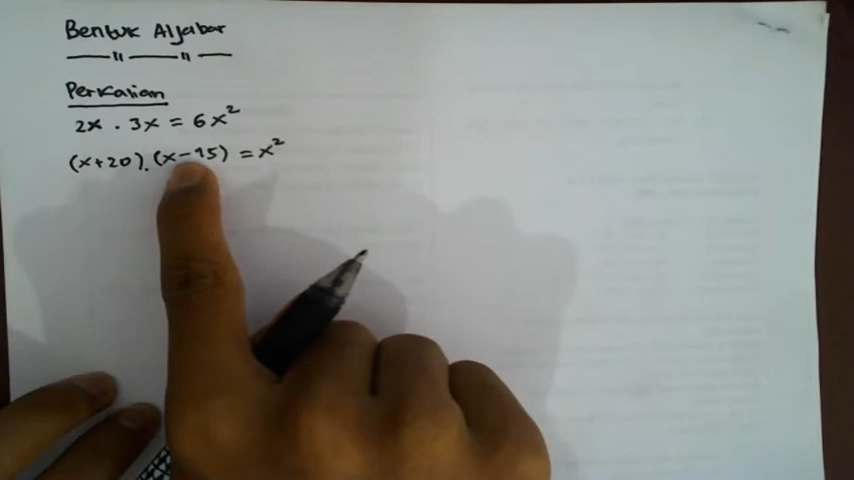 Bentuk Aljabar
Perkalian
2x . 3x = 6x²
(x+20).(x-15) = x²